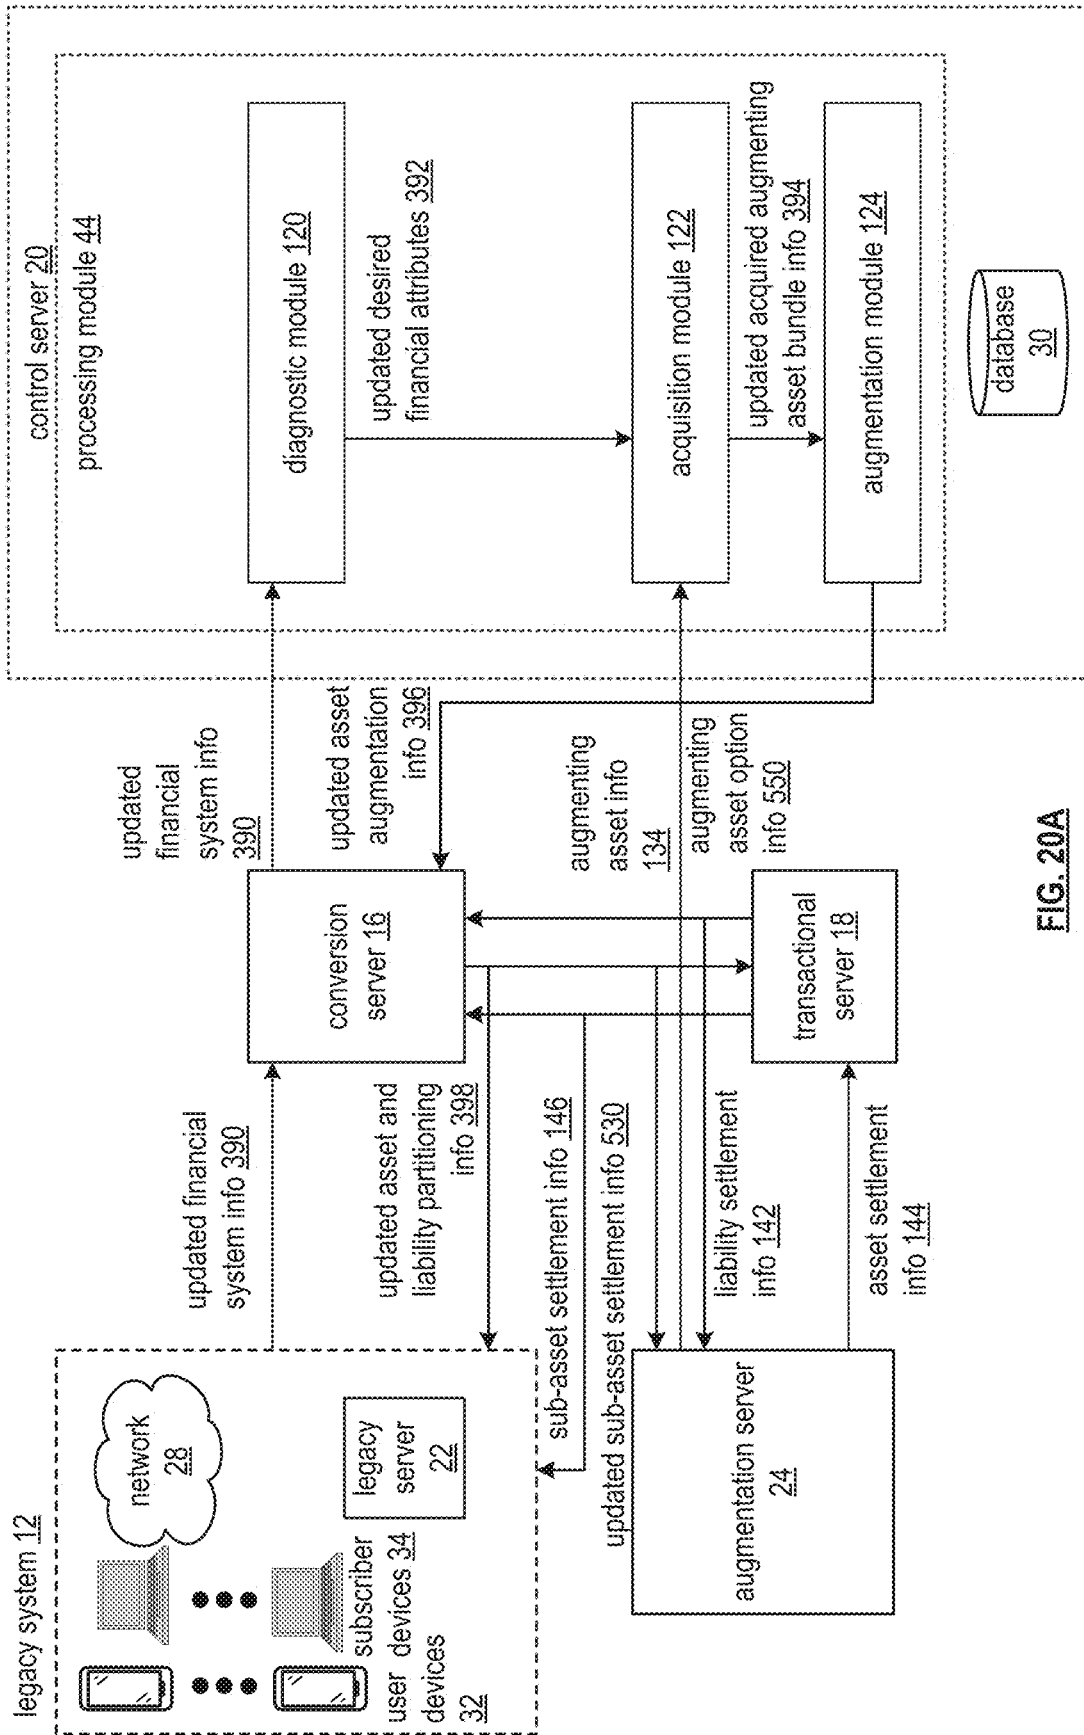 legacy system 12
network
28
legacy
server
22
subscriber
devices 34
user
devices
32
updated financial
system info 390
updated asset and
liability partitioning
info 398
sub-asset settlement info 146
updated sub-asset settlement info 530
liability settlement
info 142
asset settlement
info 144
augmentation server
24
conversion
server 16
transactional
server 18
updated
financial
system info
390
updated asset
augmentation
info 396
augmenting
asset info
134
augmenting
asset option
info 550
control server 20
processing module 44
diagnostic module 120
updated desired
financial attributes 392
acquisition module 122
updated acquired augmenting
asset bundle info 394
augmentation module 124
database
30
FIG. 20A